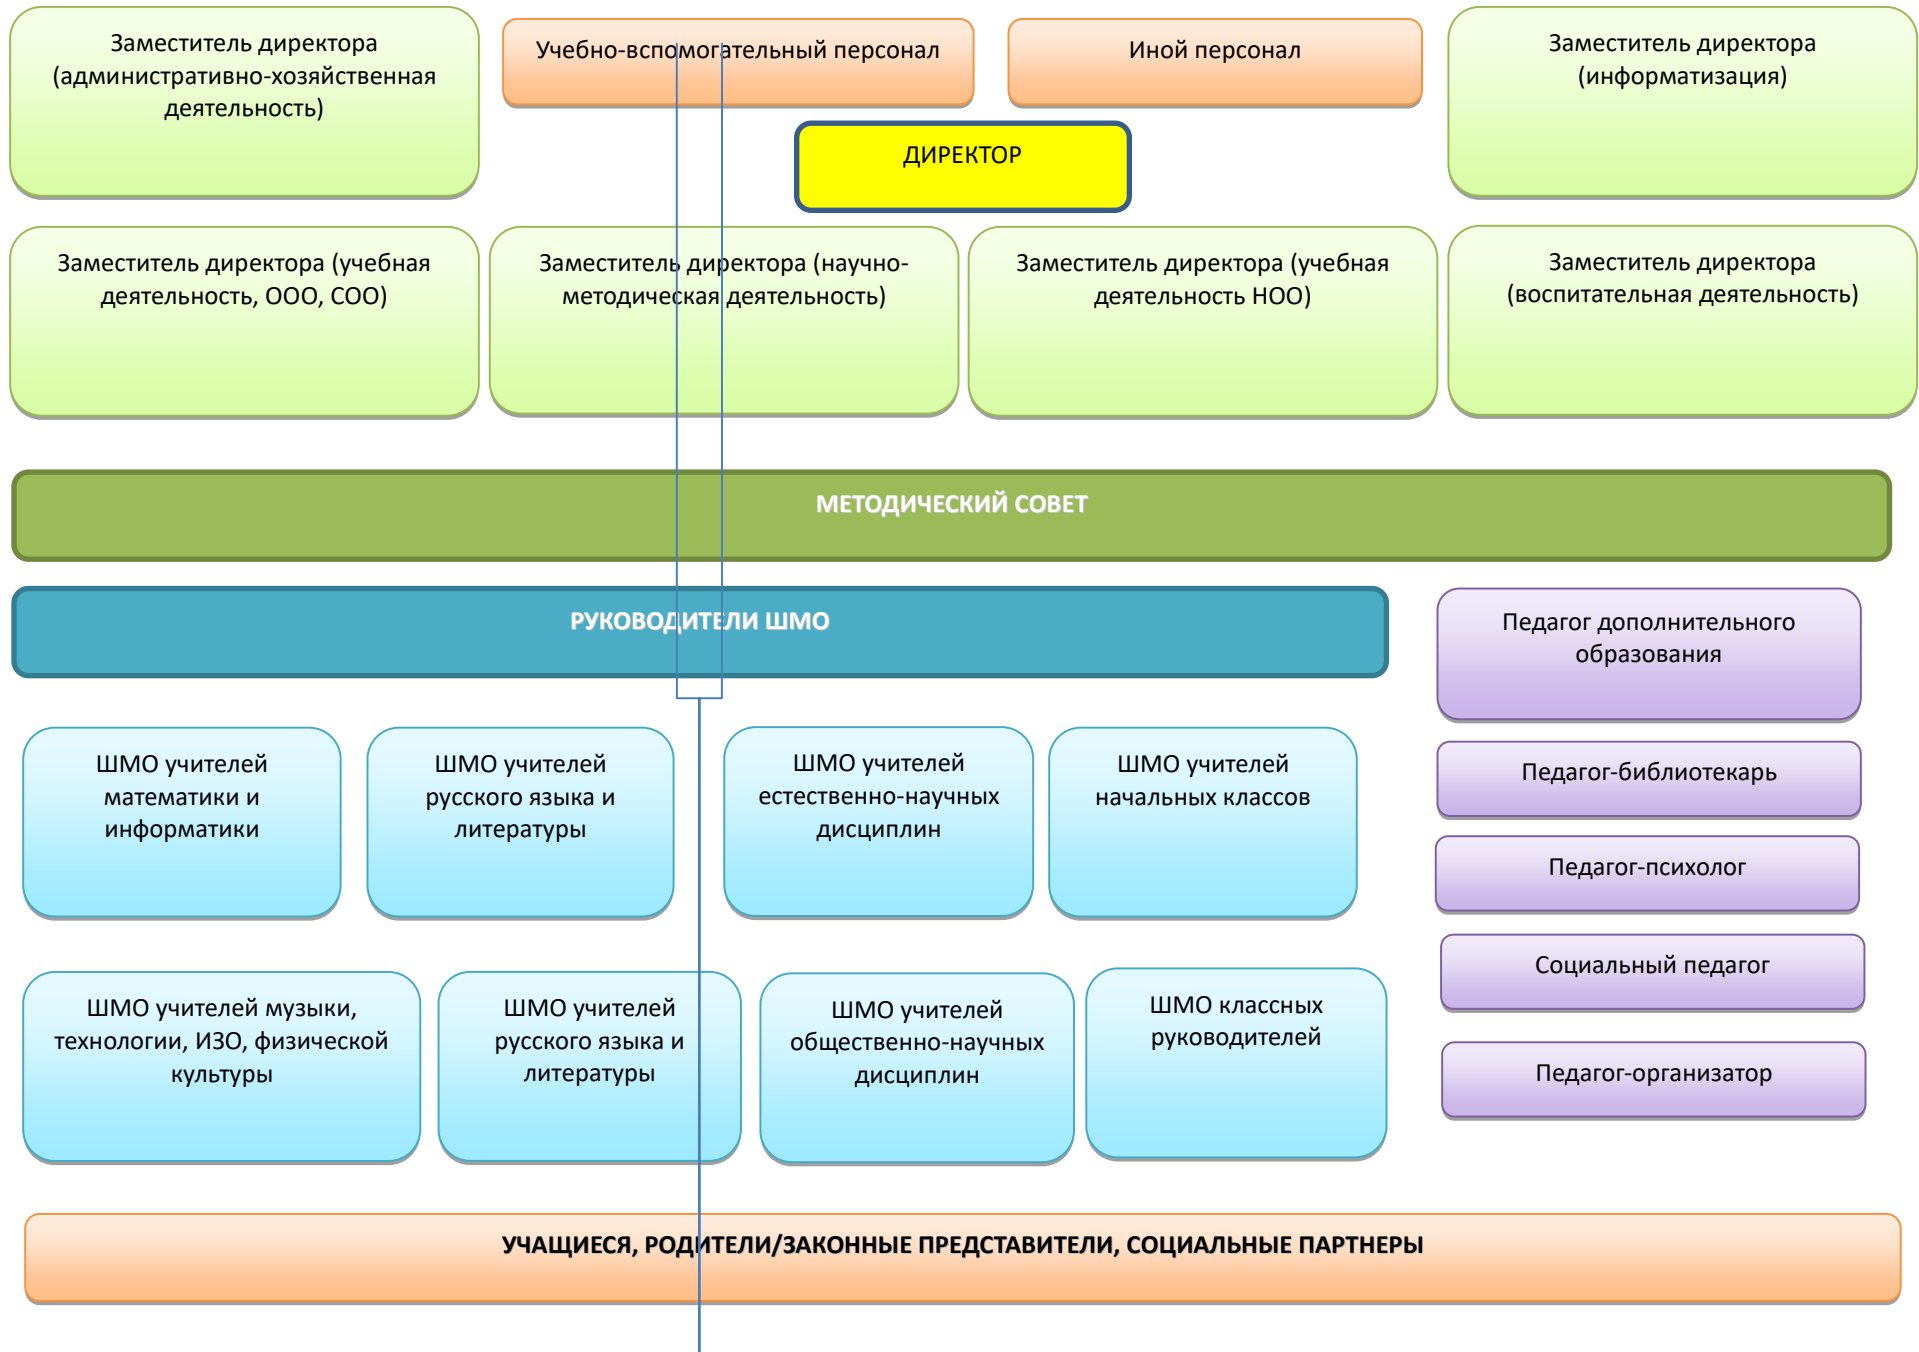 Заместитель директора
(административно-хозяйственная
деятельность)
Учебно-вспомогательный персонал
Иной персонал
Заместитель директора
(информатизация)
ДИРЕКТОР
Заместитель директора (учебная
деятельность, ООО, СОО)
Заместитель директора (научно-
методическая деятельность)
Заместитель директора (учебная
деятельность НОО)
Заместитель директора
(воспитательная деятельность)
МЕТОДИЧЕСКИЙ СОВЕТ
РУКОВОДИТЕЛИ ШМО
Педагог дополнительного
образования
ШМО учителей
математики и
информатики
ШМО учителей
русского языка и
литературы
ШМО учителей
естественно-научных
дисциплин
ШМО учителей
начальных классов
Педагог-библиотекарь
Педагог-психолог
Социальный педагог
Педагог-организатор
ШМО учителей музыки,
технологии, ИЗО, физической
культуры
ШМО учителей
русского языка и
литературы
ШМО учителей
общественно-научных
дисциплин
ШМО классных
руководителей
УЧАЩИЕСЯ, РОДИТЕЛИ/ЗАКОННЫЕ ПРЕДСТАВИТЕЛИ, СОЦИАЛЬНЫЕ ПАРТНЕРЫ